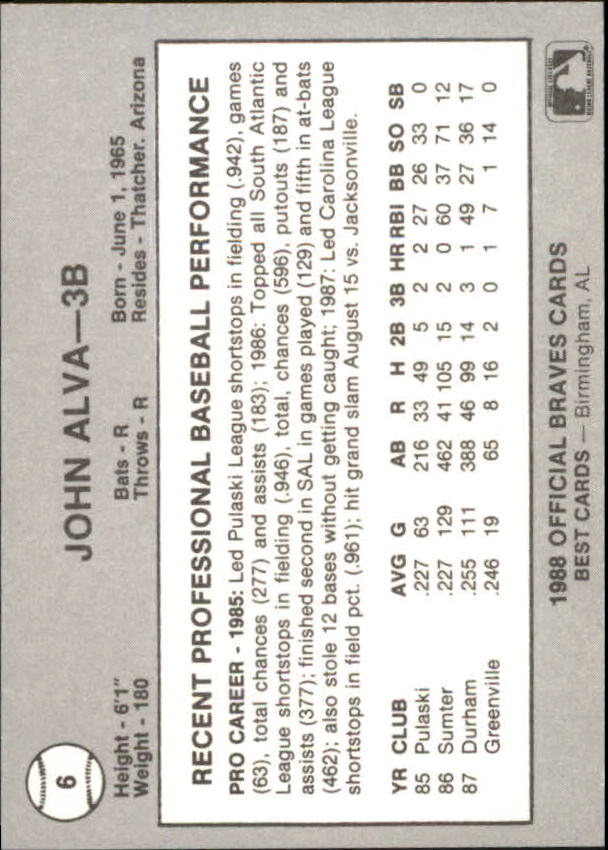 6
JOHN ALVA—3B
Height - 6'1" Bats - R Born - June 1, 1965
Weight - 180 Throws - R Resides - Thatcher, Arizona
RECENT PROFESSIONAL BASEBALL PERFORMANCE
PRO CAREER - 1985: Led Pulaski League shortstops in fielding (.942), games
(63), total chances (277) and assists (183); 1986: Topped all South Atlantic
League shortstops in fielding (.946), total, chances (596), putouts (187) and
assists (377); finished second in SAL in games played (129) and fifth in at-bats
(462); also stole 12 bases without getting caught; 1987: Led Carolina League
shortstops in field pct. (.961); hit grand slam August 15 vs. Jacksonville.
YR CLUB AVG G AB R H 2B 3B HR RBI BB SO SB
85 Pulaski .227 63 216 33 49 5 2 2 27 26 33 0
86 Sumter .227 129 462 41 105 15 2 0 60 37 71 12
87 Durham .255 111 388 46 99 14 3 1 49 27 36 17
Greenville .246 19 65 8 16 2 0 1 7 1 14 0
1988 OFFICIAL BRAVES CARDS
BEST CARDS — Birmingham, AL